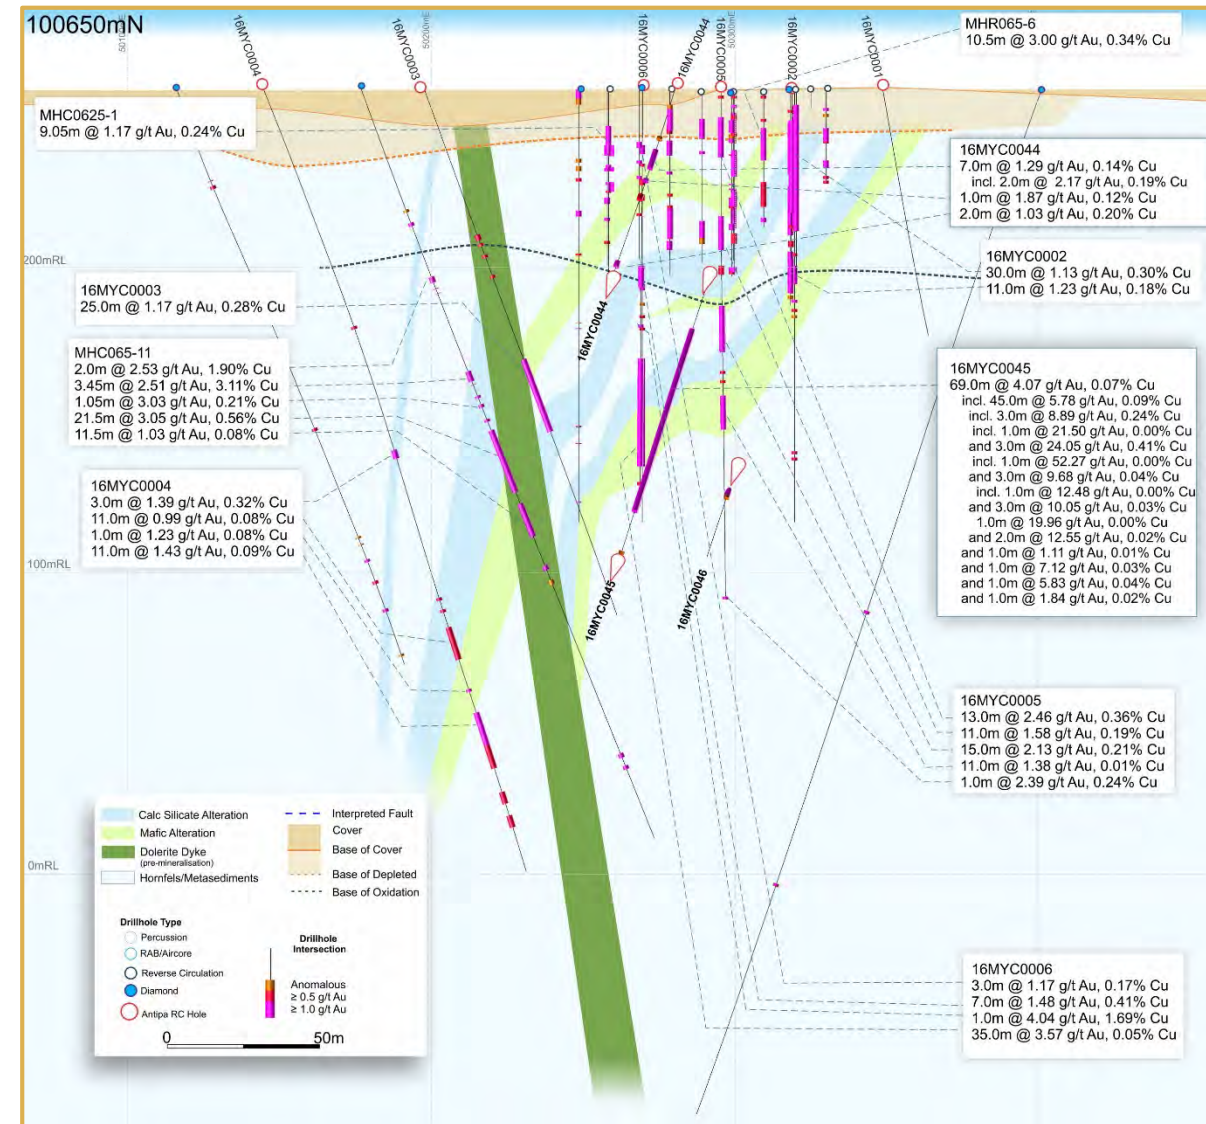 100650mN
50100mE
50200mE
50300mE
16MYC0004
16MYC0003
16MYC0006
16MYC0044
16MYC0005
16MYC0002
16MYC0001
MHR065-6
10.5m @ 3.00 g/t Au, 0.34% Cu
MHC0625-1
9.05m @ 1.17 g/t Au, 0.24% Cu
16MYC0044
7.0m @ 1.29 g/t Au, 0.14% Cu
incl. 2.0m @ 2.17 g/t Au, 0.19% Cu
1.0m @ 1.87 g/t Au, 0.12% Cu
2.0m @ 1.03 g/t Au, 0.20% Cu
200mRL
16MYC0002
30.0m @ 1.13 g/t Au, 0.30% Cu
11.0m @ 1.23 g/t Au, 0.18% Cu
16MYC0003
25.0m @ 1.17 g/t Au, 0.28% Cu
16MYC0044
MHC065-11
2.0m @ 2.53 g/t Au, 1.90% Cu
3.45m @ 2.51 g/t Au, 3.11% Cu
1.05m @ 3.03 g/t Au, 0.21% Cu
21.5m @ 3.05 g/t Au, 0.56% Cu
11.5m @ 1.03 g/t Au, 0.08% Cu
16MYC0045
69.0m @ 4.07 g/t Au, 0.07% Cu
incl. 45.0m @ 5.78 g/t Au, 0.09% Cu
incl. 3.0m @ 8.89 g/t Au, 0.24% Cu
incl. 1.0m @ 21.50 g/t Au, 0.00% Cu
and 3.0m @ 24.05 g/t Au, 0.41% Cu
incl. 1.0m @ 52.27 g/t Au, 0.00% Cu
and 3.0m @ 9.68 g/t Au, 0.04% Cu
incl. 1.0m @ 12.48 g/t Au, 0.00% Cu
and 3.0m @ 10.05 g/t Au, 0.03% Cu
1.0m @ 19.96 g/t Au, 0.00% Cu
and 2.0m @ 12.55 g/t Au, 0.02% Cu
and 1.0m @ 1.11 g/t Au, 0.01% Cu
and 1.0m @ 7.12 g/t Au, 0.03% Cu
and 1.0m @ 5.83 g/t Au, 0.04% Cu
and 1.0m @ 1.84 g/t Au, 0.02% Cu
16MYC0004
3.0m @ 1.39 g/t Au, 0.32% Cu
11.0m @ 0.99 g/t Au, 0.08% Cu
1.0m @ 1.23 g/t Au, 0.08% Cu
11.0m @ 1.43 g/t Au, 0.09% Cu
100mRL
16MYC0045
16MYC0046
16MYC0005
13.0m @ 2.46 g/t Au, 0.36% Cu
11.0m @ 1.58 g/t Au, 0.19% Cu
15.0m @ 2.13 g/t Au, 0.21% Cu
11.0m @ 1.38 g/t Au, 0.01% Cu
1.0m @ 2.39 g/t Au, 0.24% Cu
0mRL
Calc Silicate Alteration
Mafic Alteration
Dolerite Dyke
(pre-mineralisation)
Hornfels/Metasediments
Interpreted Fault
Cover
Base of Cover
Base of Depleted
Base of Oxidation
Drillhole Type
Percussion
RAB/Aircore
Reverse Circulation
Diamond
Antipa RC Hole
Drillhole
Intersection
Anomalous
≥ 0.5 g/t Au
≥ 1.0 g/t Au
0 50m
16MYC0006
3.0m @ 1.17 g/t Au, 0.17% Cu
7.0m @ 1.48 g/t Au, 0.41% Cu
1.0m @ 4.04 g/t Au, 1.69% Cu
35.0m @ 3.57 g/t Au, 0.05% Cu